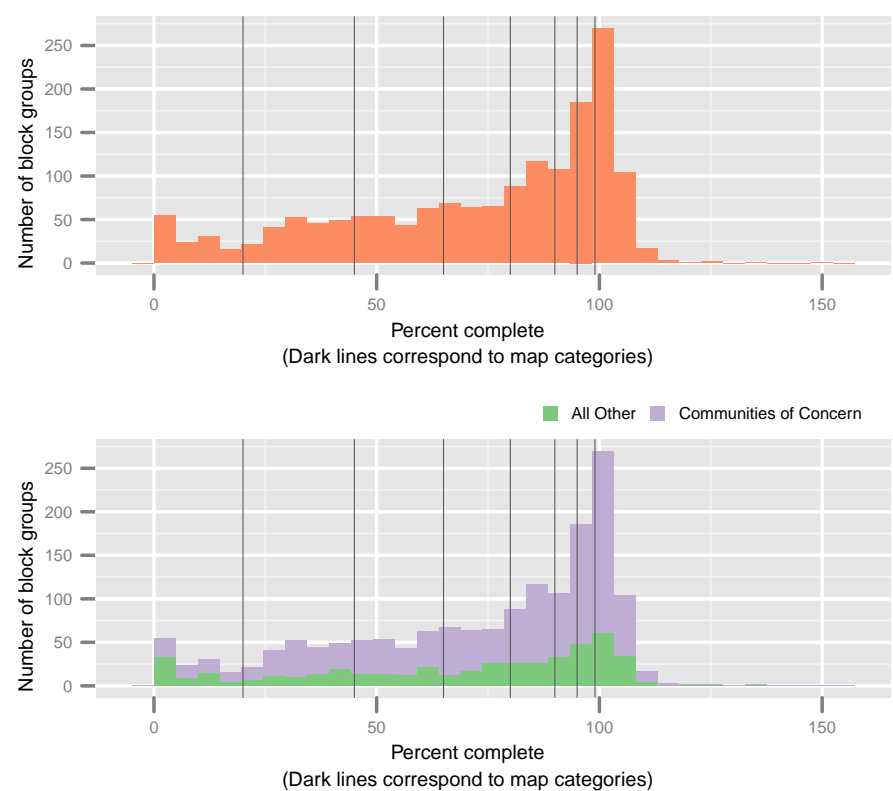 Number of block groups
250
200
150
100
50
0
0 50 100 150
Percent complete
(Dark lines correspond to map categories)
All Other Communities of Concern
Number of block groups
250
200
150
100
50
0
0 50 100 150
Percent complete
(Dark lines correspond to map categories)